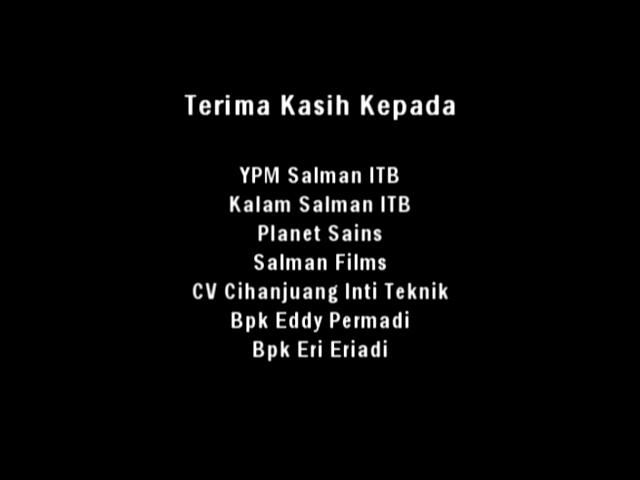 Terima Kasih Kepada
YPM Salman ITB
Kalam Salman ITB
Planet Sains
Salman Films
CV Cihanjuang Inti Teknik
Bpk Eddy Permadi
Bpk Eri Eriadi